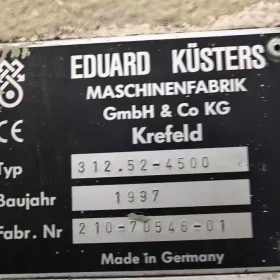 EDUARD KÜSTERS
MASCHINENFABRIK
GmbH & Co KG
CE Krefeld
Typ 312.52-4500
Baujahr 1997
Fabr. Nr 210-70546-01
Made in Germany